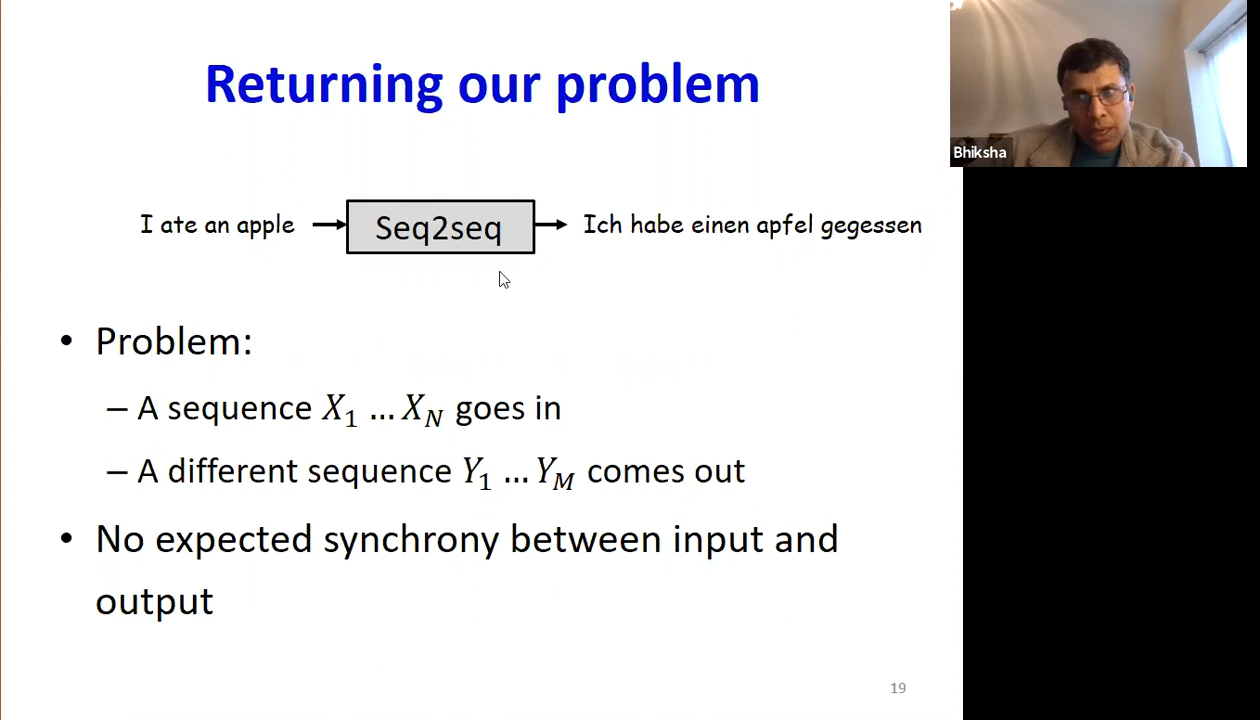 Returning our problem
Bhiksha
I ate an apple
Seq2seq
Ich habe einen apfel gegessen
• Problem:
– A sequence X₁ … X_N goes in
– A different sequence Y₁ … Y_M comes out
• No expected synchrony between input and
output
19